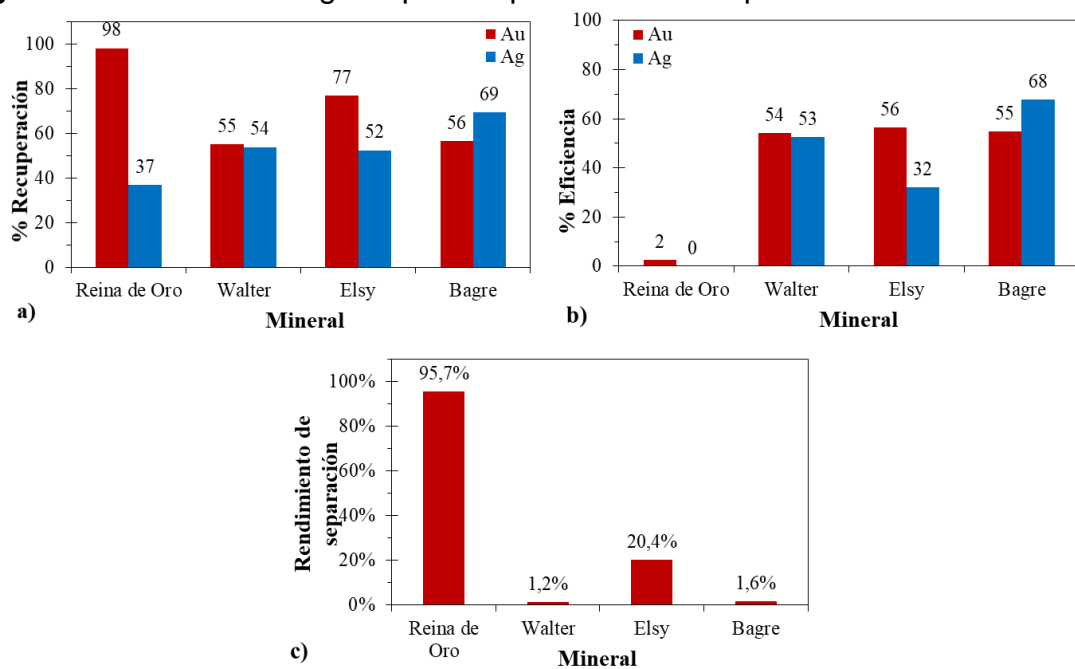 98
100
Au
Ag
80
77
69
60
55
54
52
56
40
37
20
0
% Recuperación
Reina de Oro
Walter
Elsy
Bagre
Mineral
a)
100
Au
Ag
80
68
60
54
53
56
55
40
32
20
2
0
0
% Eficiencia
Reina de Oro
Walter
Elsy
Bagre
Mineral
b)
100%
95,7%
80%
60%
40%
20%
20,4%
1,2%
1,6%
0%
Rendimiento de
separación
Reina de
Oro
Walter
Elsy
Bagre
Mineral
c)